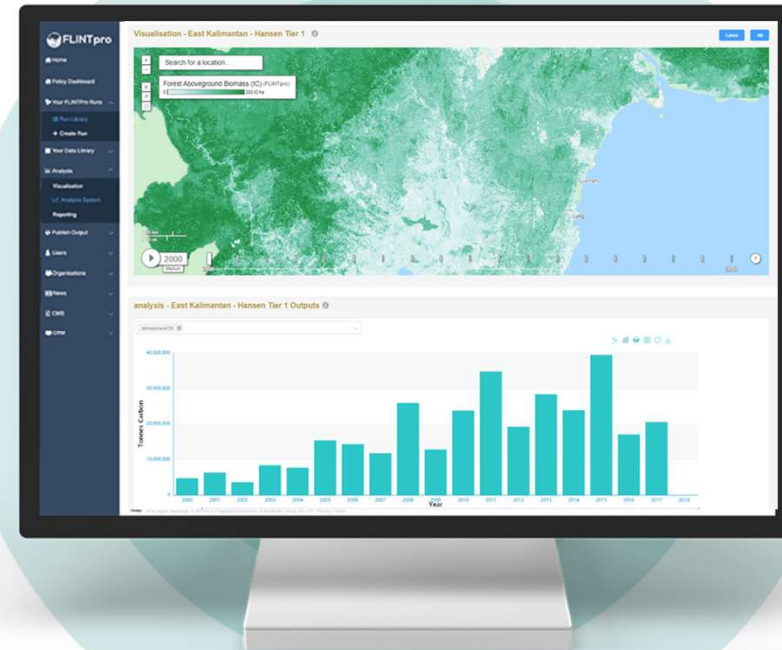 FLINTpro
Home
Policy Dashboard
Your FLINTPro Runs
Run Library
+ Create Run
Your Data Library
Analysis
Visualisation
Analysis System
Reporting
Publish Output
Users
Organisations
News
CMS
Visualisation - East Kalimantan - Hansen Tier 1
Latest
All
Search for a location...
Forest Aboveground Biomass (tC) (FLINTpro)
2000
Medium
analysis - East Kalimantan - Hansen Tier 1 Outputs
40,000,000
30,000,000
20,000,000
10,000,000
0
Tonnes Carbon
2000 2001 2002 2003 2004 2005 2006 2007 2008 2009 2010 2011 2012 2013 2014 2015 2016 2017 2018
Year